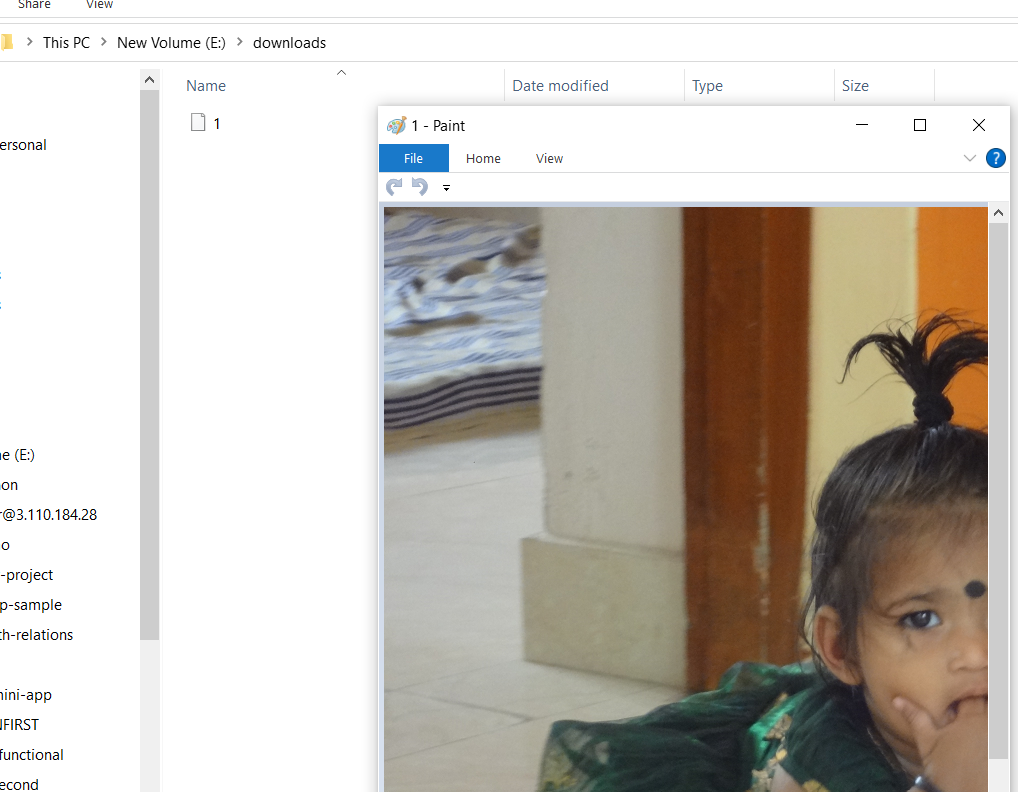 Share View
This PC New Volume (E:) downloads
Name Date modified Type Size
1
1 - Paint
File Home View
?
ersonal
e (E:)
on
r@3.110.184.28
o
-project
p-sample
th-relations
nini-app
NFIRST
functional
econd